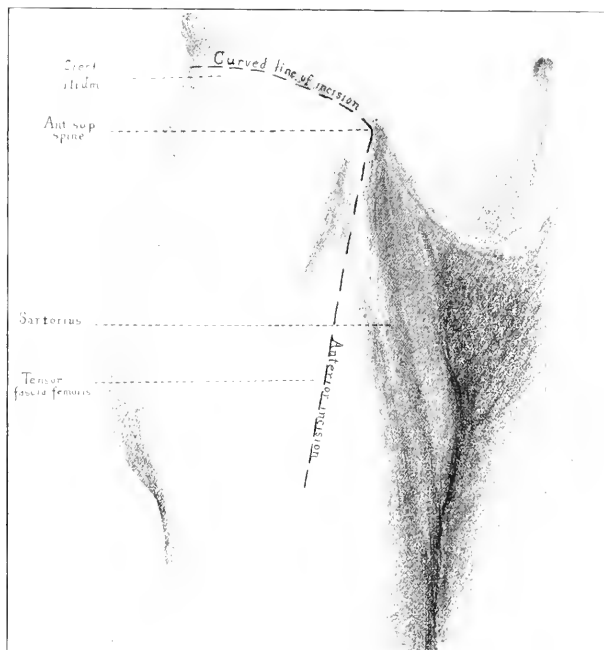 Curved line of incision
Crest
ilium
Ant sup
spine
Sartorius
Tensor
fascia femoris
Anterior incision